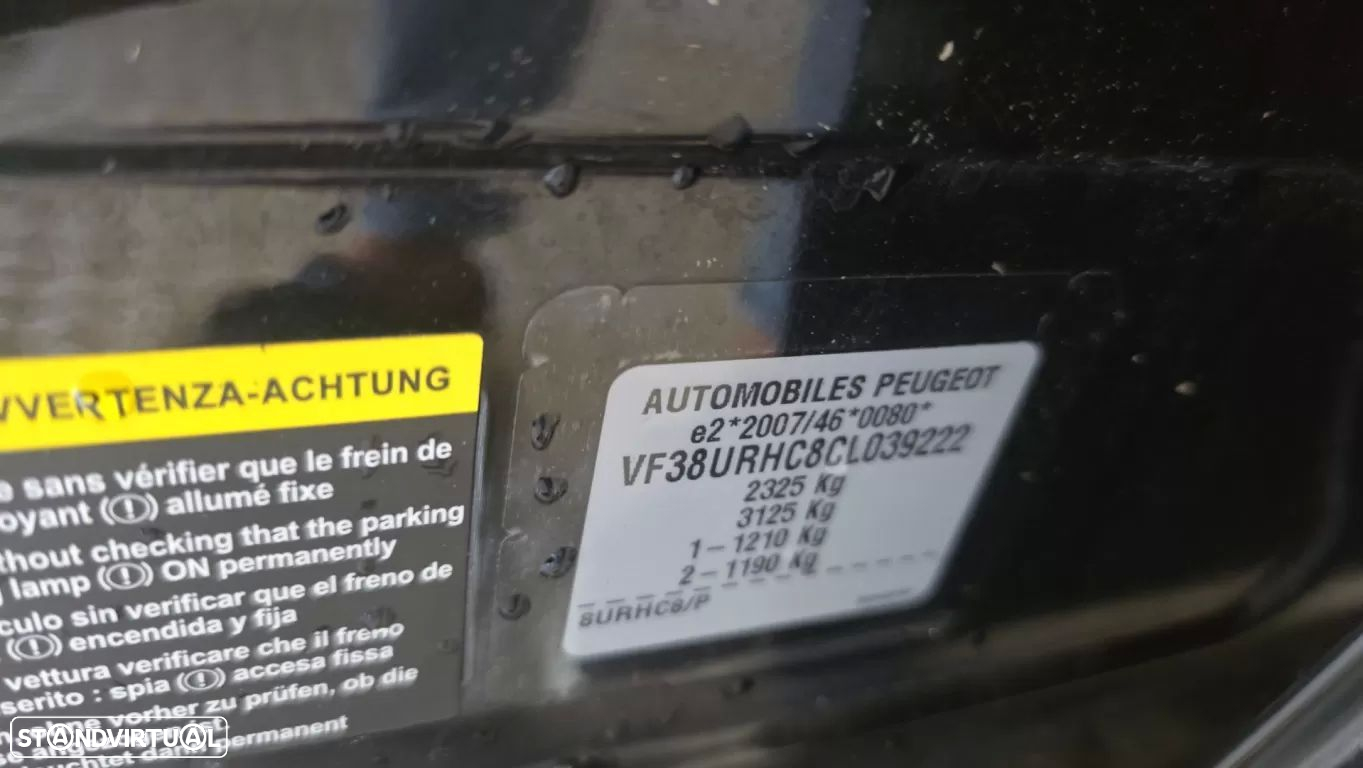 VVERTENZA-ACHTUNG
e sans vérifier que le frein de
oyant (!) allumé fixe
thout checking that the parking
lamp (!) ON permanently
culo sin verificar que el freno de
(!) encendida y fija
vettura verificare che il freno
serito : spia (!) accesa fissa
ohne vorher zu prüfen, ob die
permanent
AUTOMOBILES PEUGEOT
e2*2007/46*0080*
VF38URHC8CL039222
2325 Kg
3125 Kg
1-1210 Kg
2-1190 Kg
8URHC8/P
STANDVIRTUAL